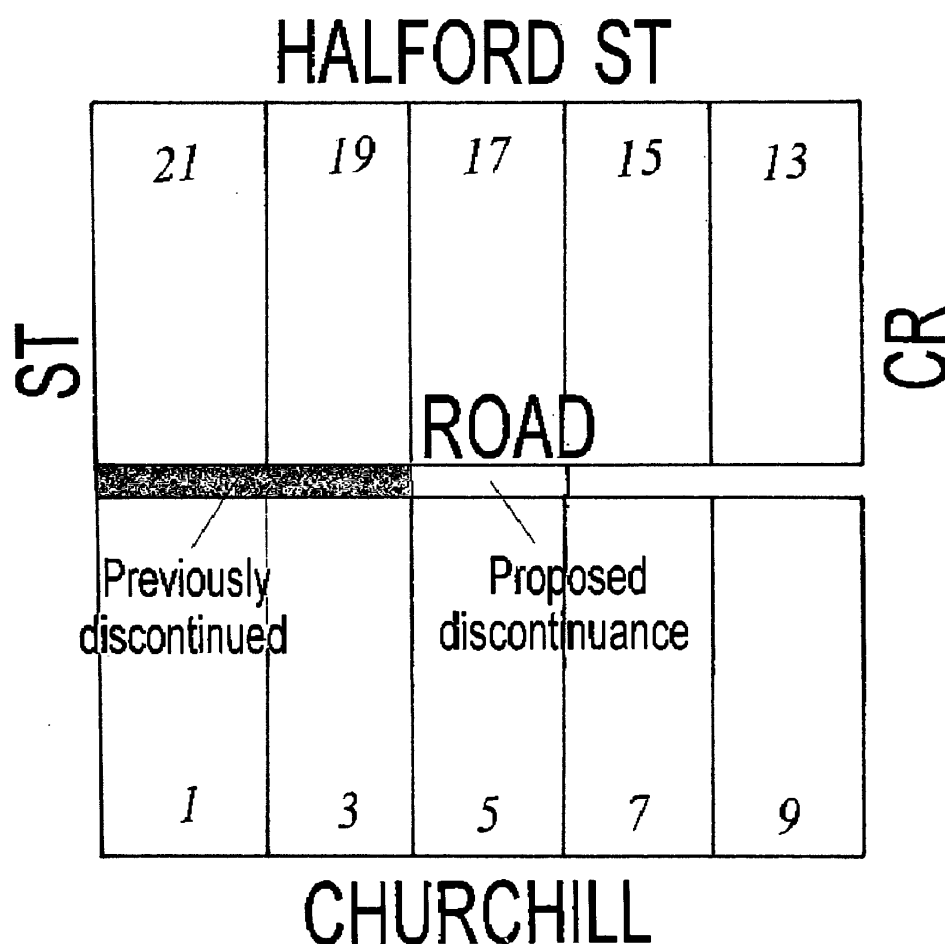 HALFORD ST
21 19 17 15 13
ST
CR
ROAD
Previously
discontinued
Proposed
discontinuance
1 3 5 7 9
CHURCHILL